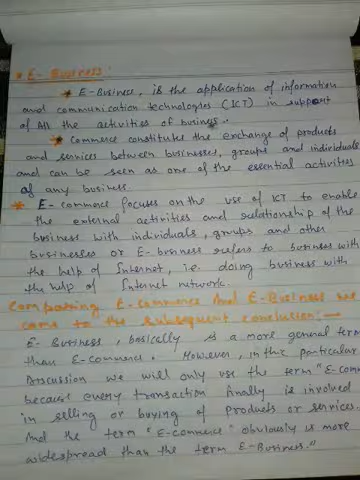 * E- Business:
* E-Business, is the application of information
and communication technologies (ICT) in support
of All the activities of business.
* Commerce constitutes the exchange of products
and services between businesses, groups and individuals
and can be seen as one of the essential activities
of any business.
* E- commerce focuses on the use of ICT to enable
the external activities and relationship of the
business with individuals, groups and other
businesses or E- business refers to business with
the help of Internet, i.e. doing business with
the help of Internet network.
Comparing E-commerce And E-Business we
came to the subsequent conclusion:→
E- Business, basically is a more general term
than E-commerce. However, in this particular
Discussion we will only use the term "E-com
because every transaction finally is involved
in selling or buying of products or services.
And the term "E-commerce" obviously is more
widespread than the term E-Business."